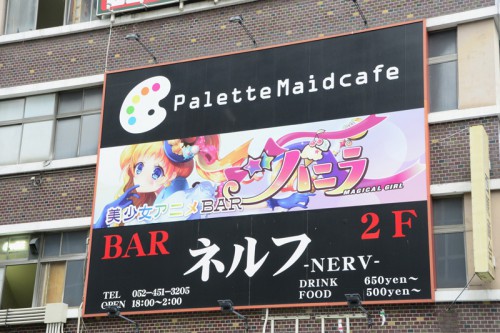 PaletteMaidcafe
美少女アニメBAR
バニラ
MAGICAL GIRL
BAR
2F
ネルフ -NERV-
TEL 052-451-3205
OPEN 18:00~2:00
DRINK 650yen~
FOOD 500yen~